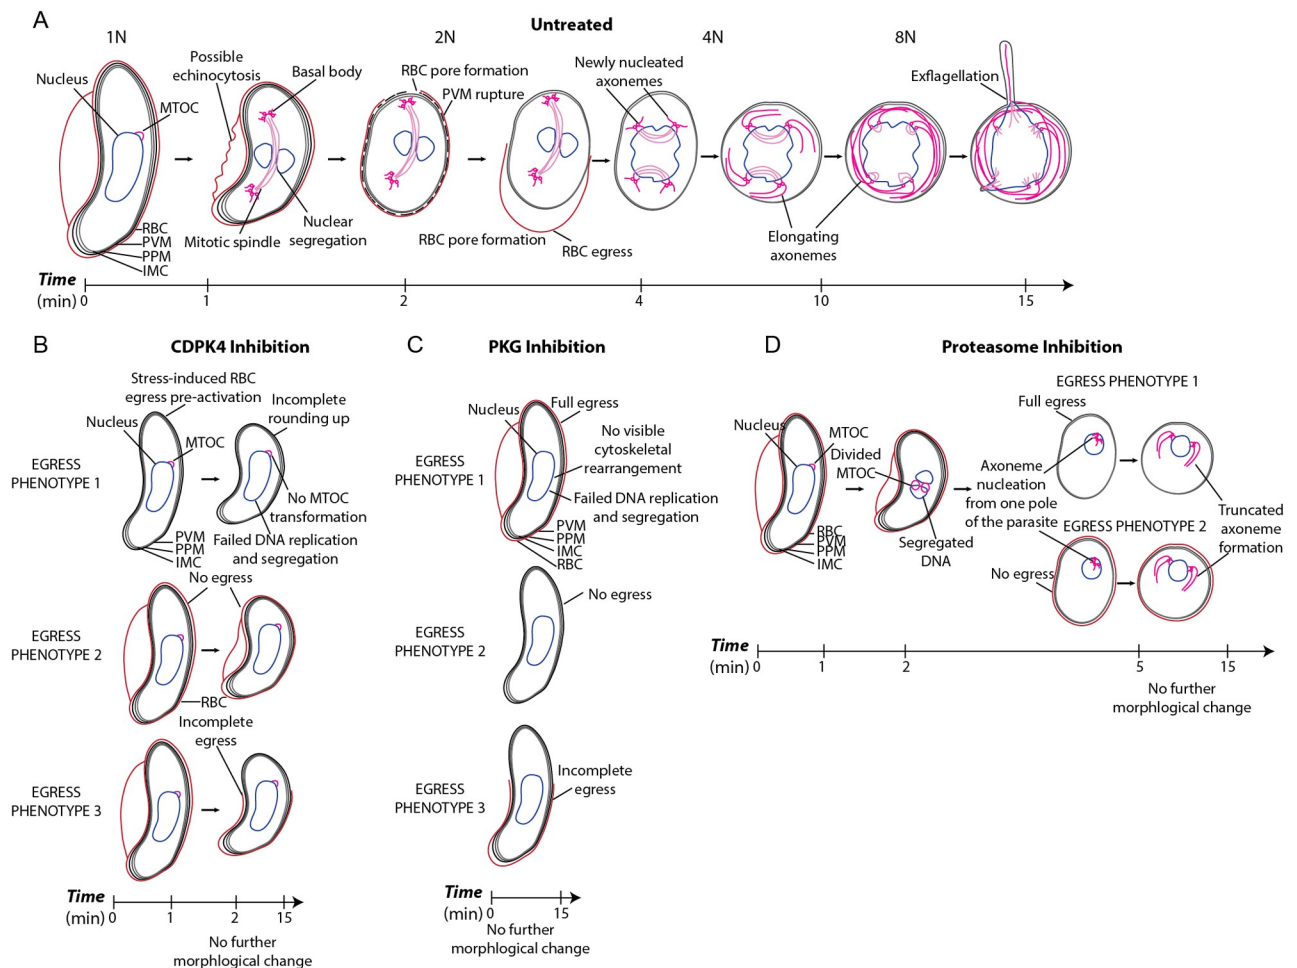 A
Untreated
1N
2N
4N
8N
Possible
echinocytosis
Nucleus
MTOC
Basal body
RBC pore formation
PVM rupture
Newly nucleated
axonemes
Exflagellation
RBC
PVM
PPM
IMC
Mitotic spindle
Nuclear
segregation
RBC pore formation
RBC egress
Elongating
axonemes
Time
(min)
0
1
2
4
10
15
B
CDPK4 Inhibition
Stress-induced RBC
egress pre-activation
Incomplete
rounding up
Nucleus
MTOC
EGRESS
PHENOTYPE 1
No MTOC
transformation
PVM
PPM
IMC
Failed DNA replication
and segregation
No egress
EGRESS
PHENOTYPE 2
RBC
Incomplete
egress
EGRESS
PHENOTYPE 3
Time
(min)
0
1
2
15
No further
morphlogical change
C
PKG Inhibition
Nucleus
Full egress
No visible
cytoskeletal
rearrangement
EGRESS
PHENOTYPE 1
Failed DNA replication
and segregation
PVM
PPM
IMC
RBC
No egress
EGRESS
PHENOTYPE 2
Incomplete
egress
EGRESS
PHENOTYPE 3
Time
(min)
0
15
No further
morphlogical change
D
Proteasome Inhibition
EGRESS PHENOTYPE 1
Full egress
Nucleus
MTOC
Divided
MTOC
Axoneme
nucleation
from one pole
of the parasite
Truncated
axoneme
formation
RBC
PVM
PPM
IMC
Segregated
DNA
EGRESS PHENOTYPE 2
No egress
Time
(min)
0
1
2
5
15
No further
morphlogical change